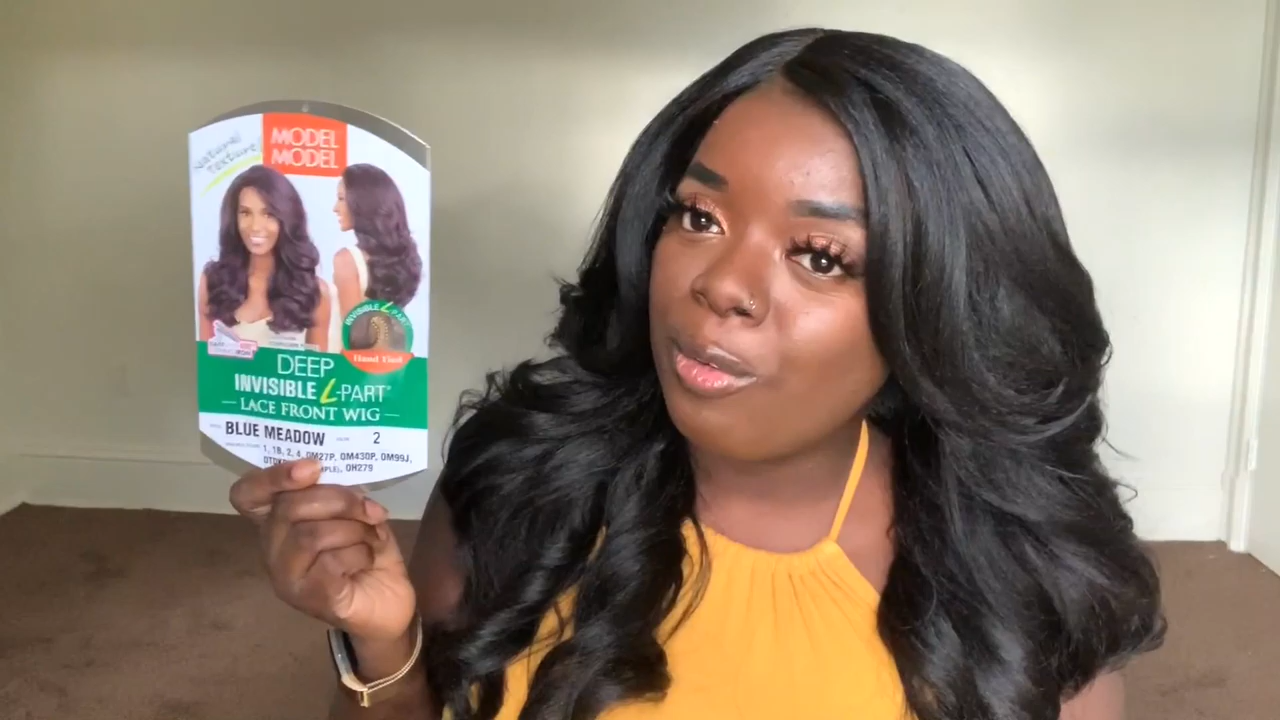 Natural
Texture
MODEL
MODEL
INVISIBLE L-PART
Hand Tied
DEEP
INVISIBLE L-PART®
LACE FRONT WIG
BLUE MEADOW 2
1, 1B, 2, 4, OM27P, OM430P, OM99J,
OH279